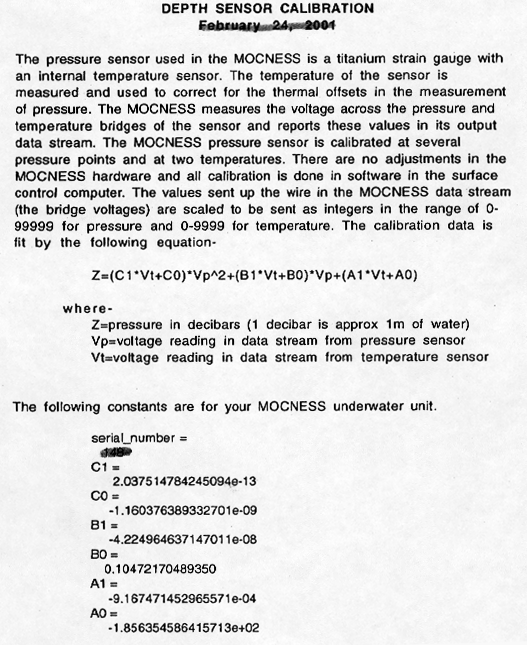 DEPTH SENSOR CALIBRATION
February 24, 2001
The pressure sensor used in the MOCNESS is a titanium strain gauge with
an internal temperature sensor. The temperature of the sensor is
measured and used to correct for the thermal offsets in the measurement
of pressure. The MOCNESS measures the voltage across the pressure and
temperature bridges of the sensor and reports these values in its output
data stream. The MOCNESS pressure sensor is calibrated at several
pressure points and at two temperatures. There are no adjustments in the
MOCNESS hardware and all calibration is done in software in the surface
control computer. The values sent up the wire in the MOCNESS data stream
(the bridge voltages) are scaled to be sent as integers in the range of 0-
99999 for pressure and 0-9999 for temperature. The calibration data is
fit by the following equation-
Z=(C1*Vt+C0)*Vp^2+(B1*Vt+B0)*Vp+(A1*Vt+A0)
where-
Z=pressure in decibars (1 decibar is approx 1m of water)
Vp=voltage reading in data stream from pressure sensor
Vt=voltage reading in data stream from temperature sensor
The following constants are for your MOCNESS underwater unit.
serial_number =
C1 =
2.037514784245094e-13
C0 =
-1.160376389332701e-09
B1 =
-4.224964637147011e-08
B0 =
0.10472170489350
A1 =
-9.167471452965571e-04
A0 =
-1.856354586415713e+02